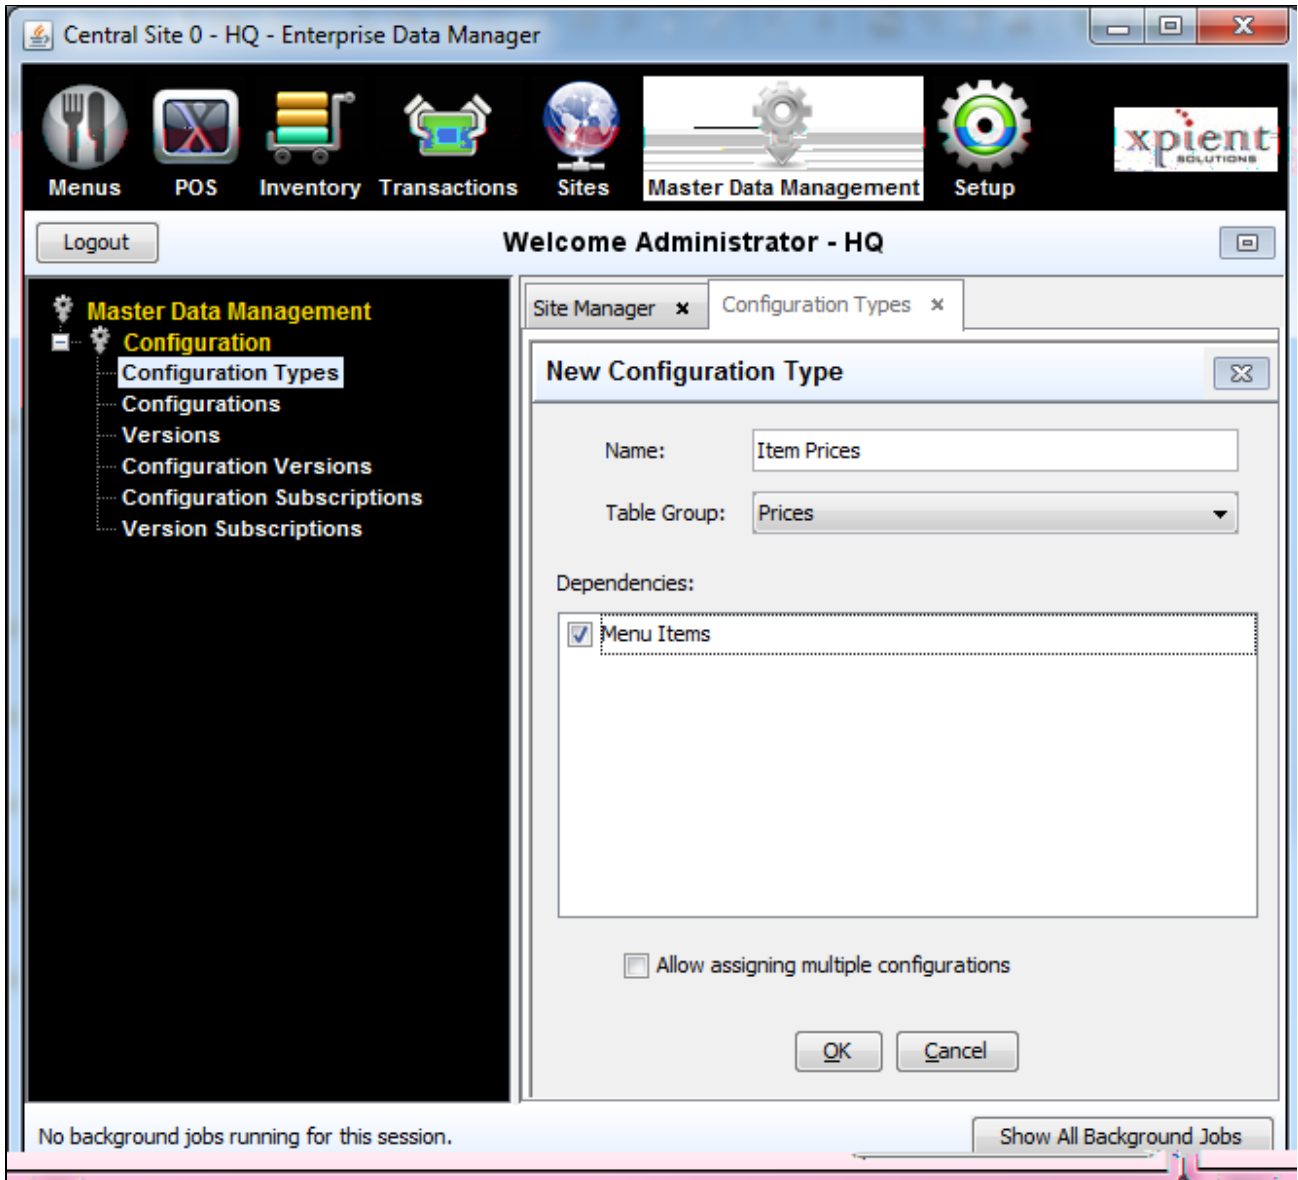 Central Site 0 - HQ - Enterprise Data Manager
Menus POS Inventory Transactions Sites Master Data Management Setup
xpient
SOLUTIONS
Logout
Welcome Administrator - HQ
Master Data Management
Configuration
Configuration Types
Configurations
Versions
Configuration Versions
Configuration Subscriptions
Version Subscriptions
Site Manager
Configuration Types
New Configuration Type
Name: Item Prices
Table Group: Prices
Dependencies:
Menu Items
Allow assigning multiple configurations
OK Cancel
No background jobs running for this session.
Show All Background Jobs